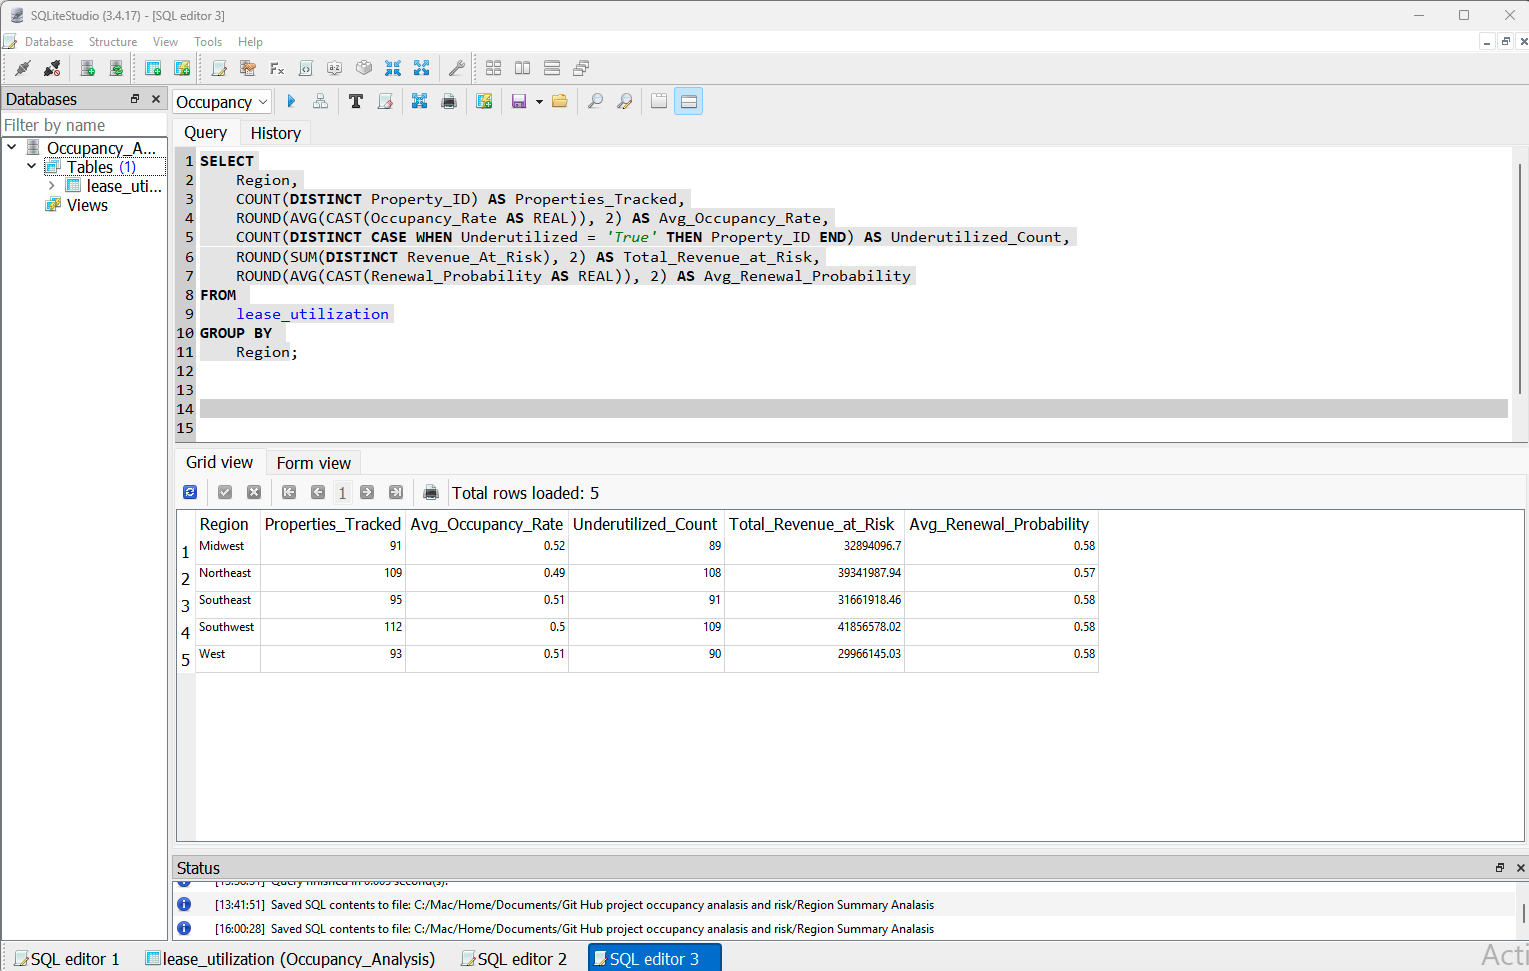 SQLiteStudio (3.4.17) - [SQL editor 3]
Database Structure View Tools Help
Databases
Filter by name
Occupancy_A...
Tables (1)
lease_uti...
Views
Occupancy
Query History
1 SELECT
2 Region,
3 COUNT(DISTINCT Property_ID) AS Properties_Tracked,
4 ROUND(AVG(CAST(Occupancy_Rate AS REAL)), 2) AS Avg_Occupancy_Rate,
5 COUNT(DISTINCT CASE WHEN Underutilized = 'True' THEN Property_ID END) AS Underutilized_Count,
6 ROUND(SUM(DISTINCT Revenue_At_Risk), 2) AS Total_Revenue_at_Risk,
7 ROUND(AVG(CAST(Renewal_Probability AS REAL)), 2) AS Avg_Renewal_Probability
8 FROM
9 lease_utilization
10 GROUP BY
11 Region;
12
13
14
15
Grid view Form view
1 Total rows loaded: 5
Region Properties_Tracked Avg_Occupancy_Rate Underutilized_Count Total_Revenue_at_Risk Avg_Renewal_Probability
1 Midwest 91 0.52 89 32894096.7 0.58
2 Northeast 109 0.49 108 39341987.94 0.57
3 Southeast 95 0.51 91 31661918.46 0.58
4 Southwest 112 0.5 109 41856578.02 0.58
5 West 93 0.51 90 29966145.03 0.58
Status
Query finished in
[13:41:51] Saved SQL contents to file: C:/Mac/Home/Documents/Git Hub project occupancy analasis and risk/Region Summary Analasis
[16:00:28] Saved SQL contents to file: C:/Mac/Home/Documents/Git Hub project occupancy analasis and risk/Region Summary Analasis
SQL editor 1 lease_utilization (Occupancy_Analysis) SQL editor 2 SQL editor 3
Acti